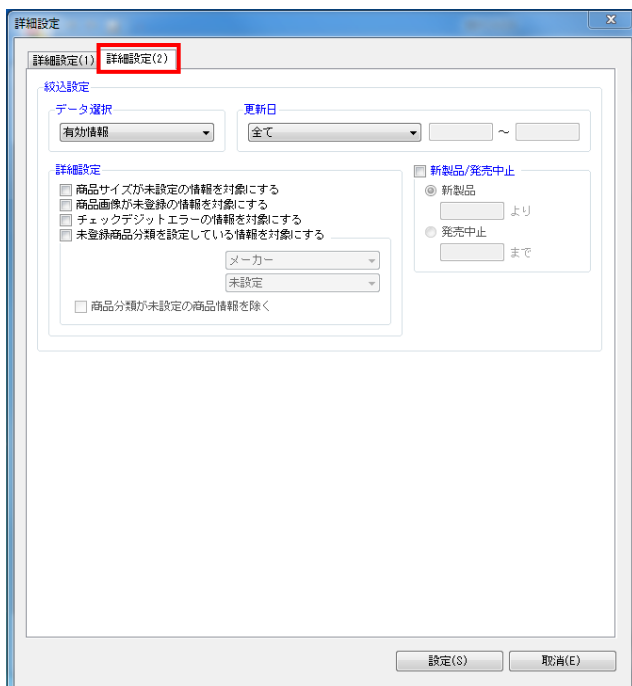 詳細設定
x
詳細設定(1) 詳細設定(2)
絞込設定
データ選択 更新日
有効情報 全て ～
詳細設定 新製品/発売中止
商品サイズが未設定の情報を対象にする 新製品
商品画像が未登録の情報を対象にする より
チェックデジットエラーの情報を対象にする
未登録商品分類を設定している情報を対象にする 発売中止
メーカー まで
未設定
商品分類が未設定の商品情報を除く
設定(S) 取消(E)